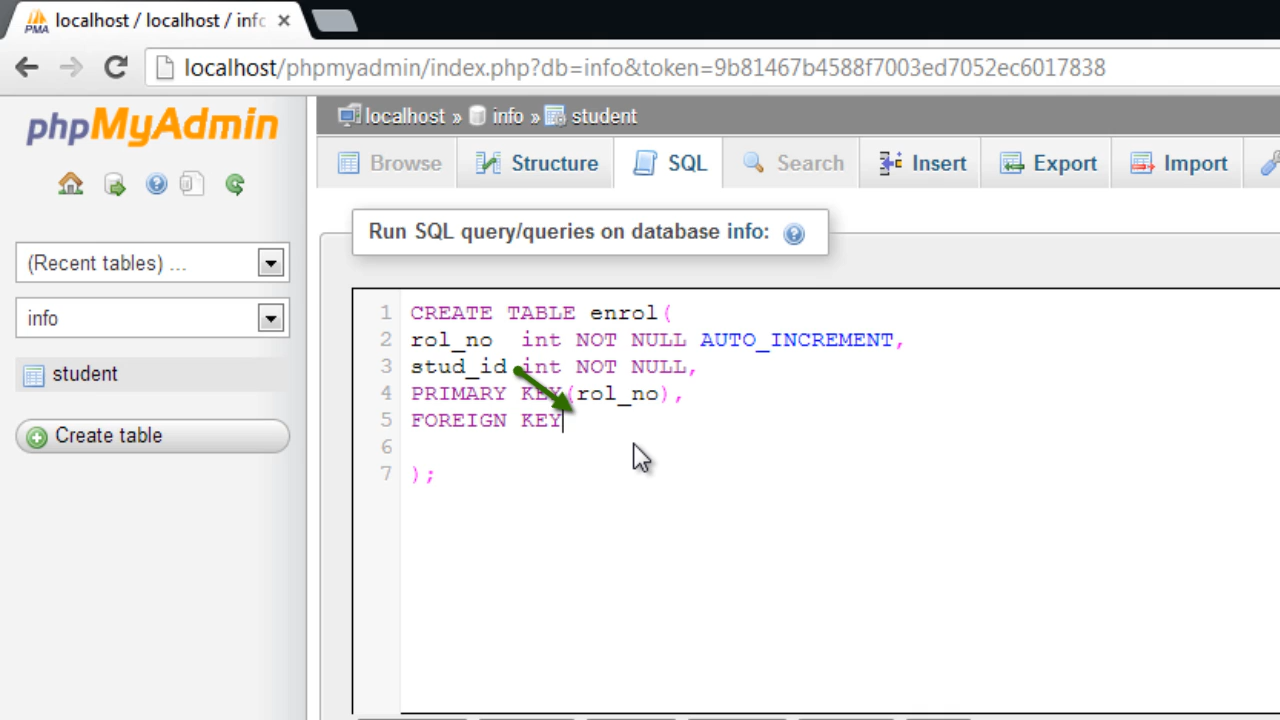 localhost / localhost / info
PMA
localhost/phpmyadmin/index.php?db=info&token=9b81467b4588f7003ed7052ec6017838
phpMyAdmin
(Recent tables) ...
info
student
Create table
localhost » info » student
Browse Structure SQL Search Insert Export Import
Run SQL query/queries on database info:
1 CREATE TABLE enrol(
2 rol_no int NOT NULL AUTO_INCREMENT,
3 stud_id int NOT NULL,
4 PRIMARY KEY(rol_no),
5 FOREIGN KEY
6
7 );